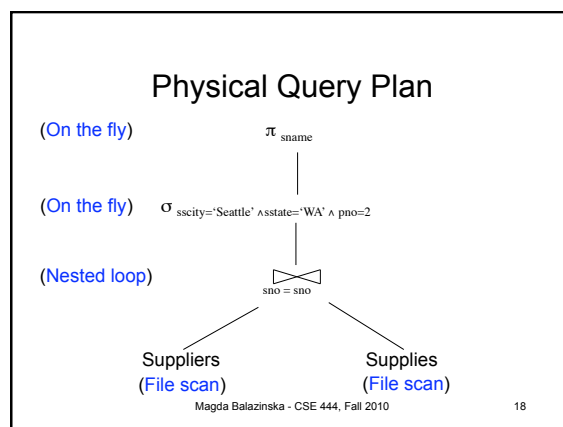 Physical Query Plan
(On the fly) π sname
(On the fly) σ sscity=‘Seattle’ ∧sstate=‘WA’ ∧ pno=2
(Nested loop)
sno = sno
Suppliers Supplies
(File scan) (File scan)
Magda Balazinska - CSE 444, Fall 2010 18